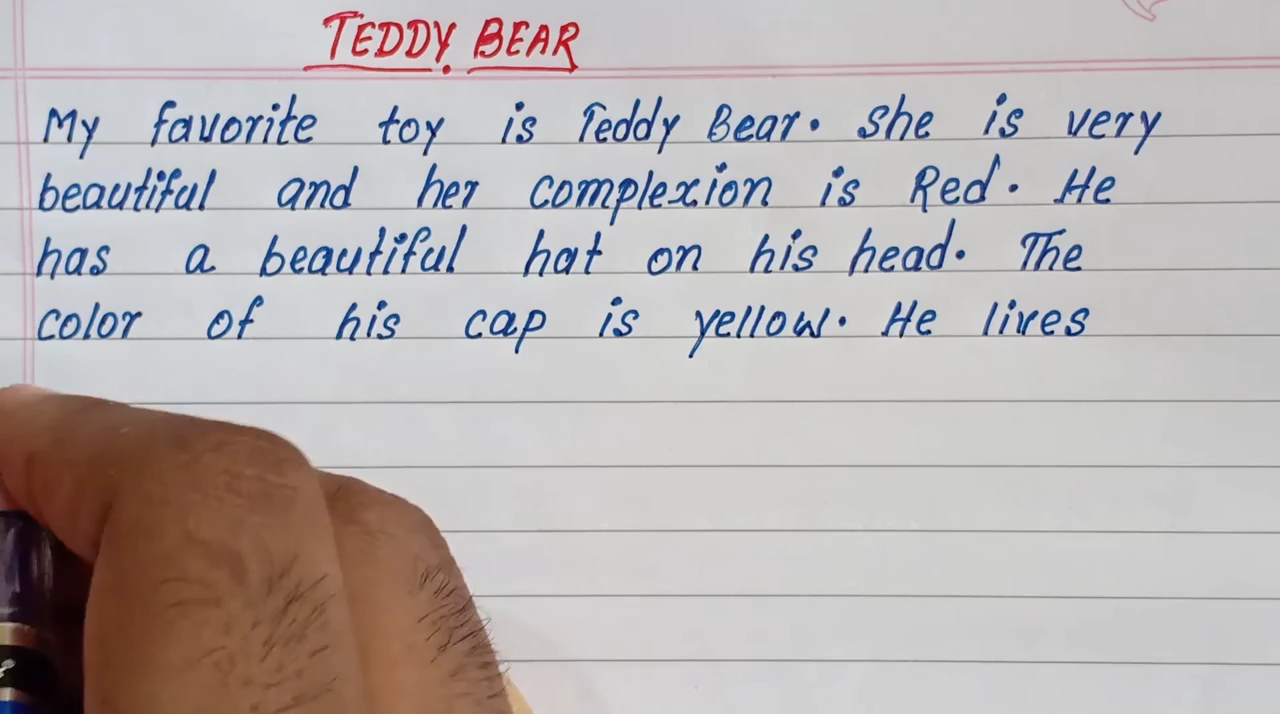 TEDDY BEAR
My favorite toy is Teddy Bear. She is very
beautiful and her complexion is Red. He
has a beautiful hat on his head. The
color of his cap is yellow. He lives